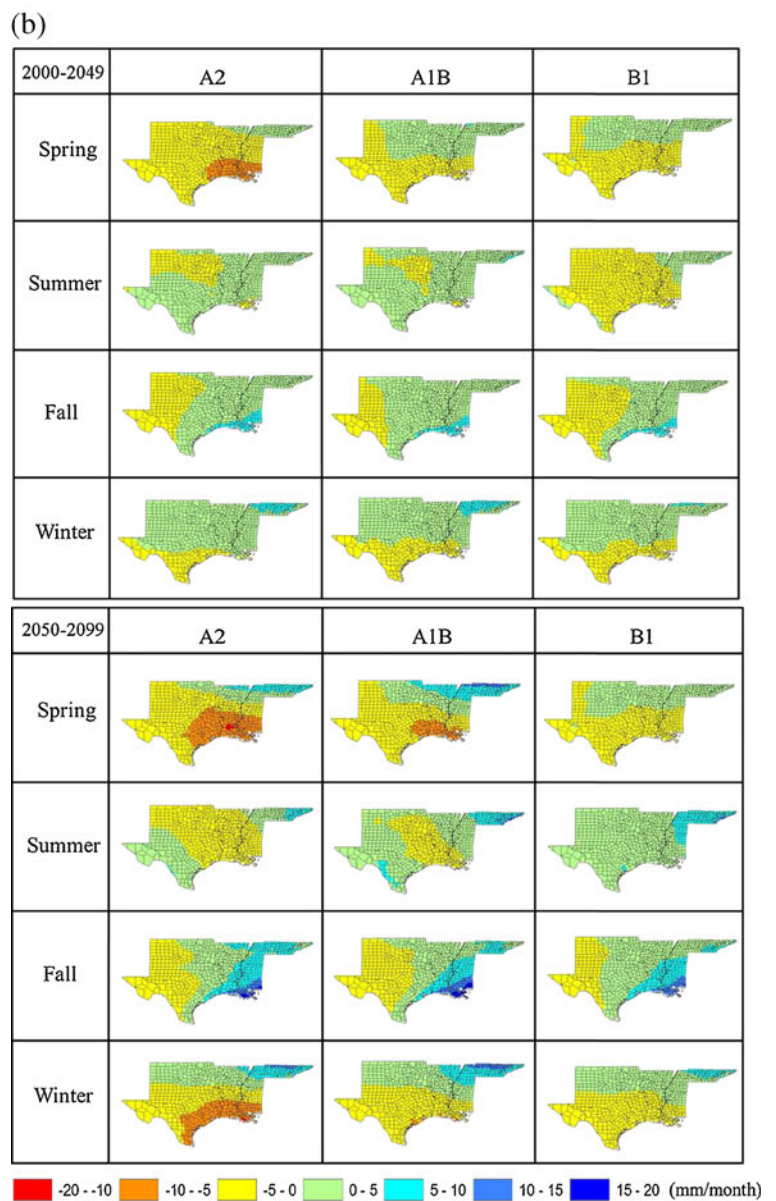 (b)
2000-2049 A2 A1B B1
Spring
Summer
Fall
Winter
2050-2099 A2 A1B B1
Spring
Summer
Fall
Winter
-20 - -10 -10 - -5 -5 - 0 0 - 5 5 - 10 10 - 15 15 - 20 (mm/month)